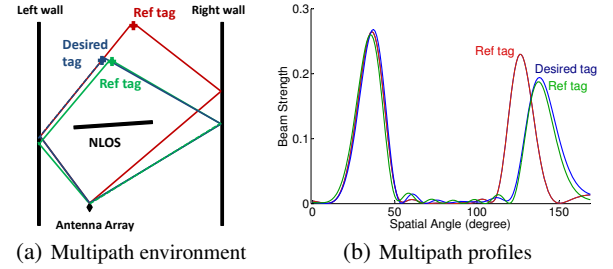 Left wall
Right wall
Ref tag
Desired
tag
Ref tag
NLOS
Antenna Array
(a) Multipath environment
Beam Strength
0.3
0.2
0.1
0
Ref tag
Desired tag
Ref tag
0
50
100
150
Spatial Angle (degree)
(b) Multipath profiles